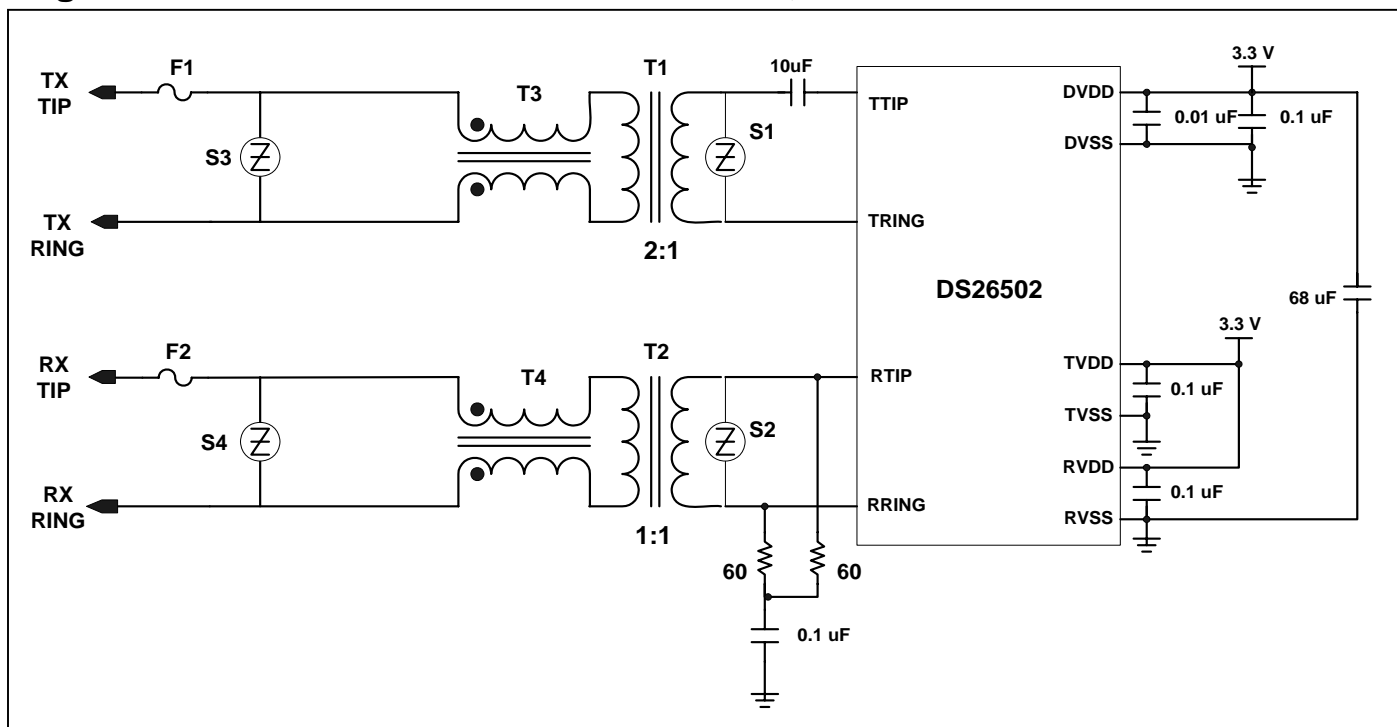 F1
TX
TIP
T3
T1
10uF
TTIP
S3
S1
TX
RING
2:1
TRING
DS26502
DVDD
3.3 V
0.01 uF
0.1 uF
DVSS
68 uF
RX
TIP
F2
T4
T2
RTIP
S4
S2
RX
RING
1:1
RRING
60
60
0.1 uF
3.3 V
TVDD
0.1 uF
TVSS
RVDD
0.1 uF
RVSS